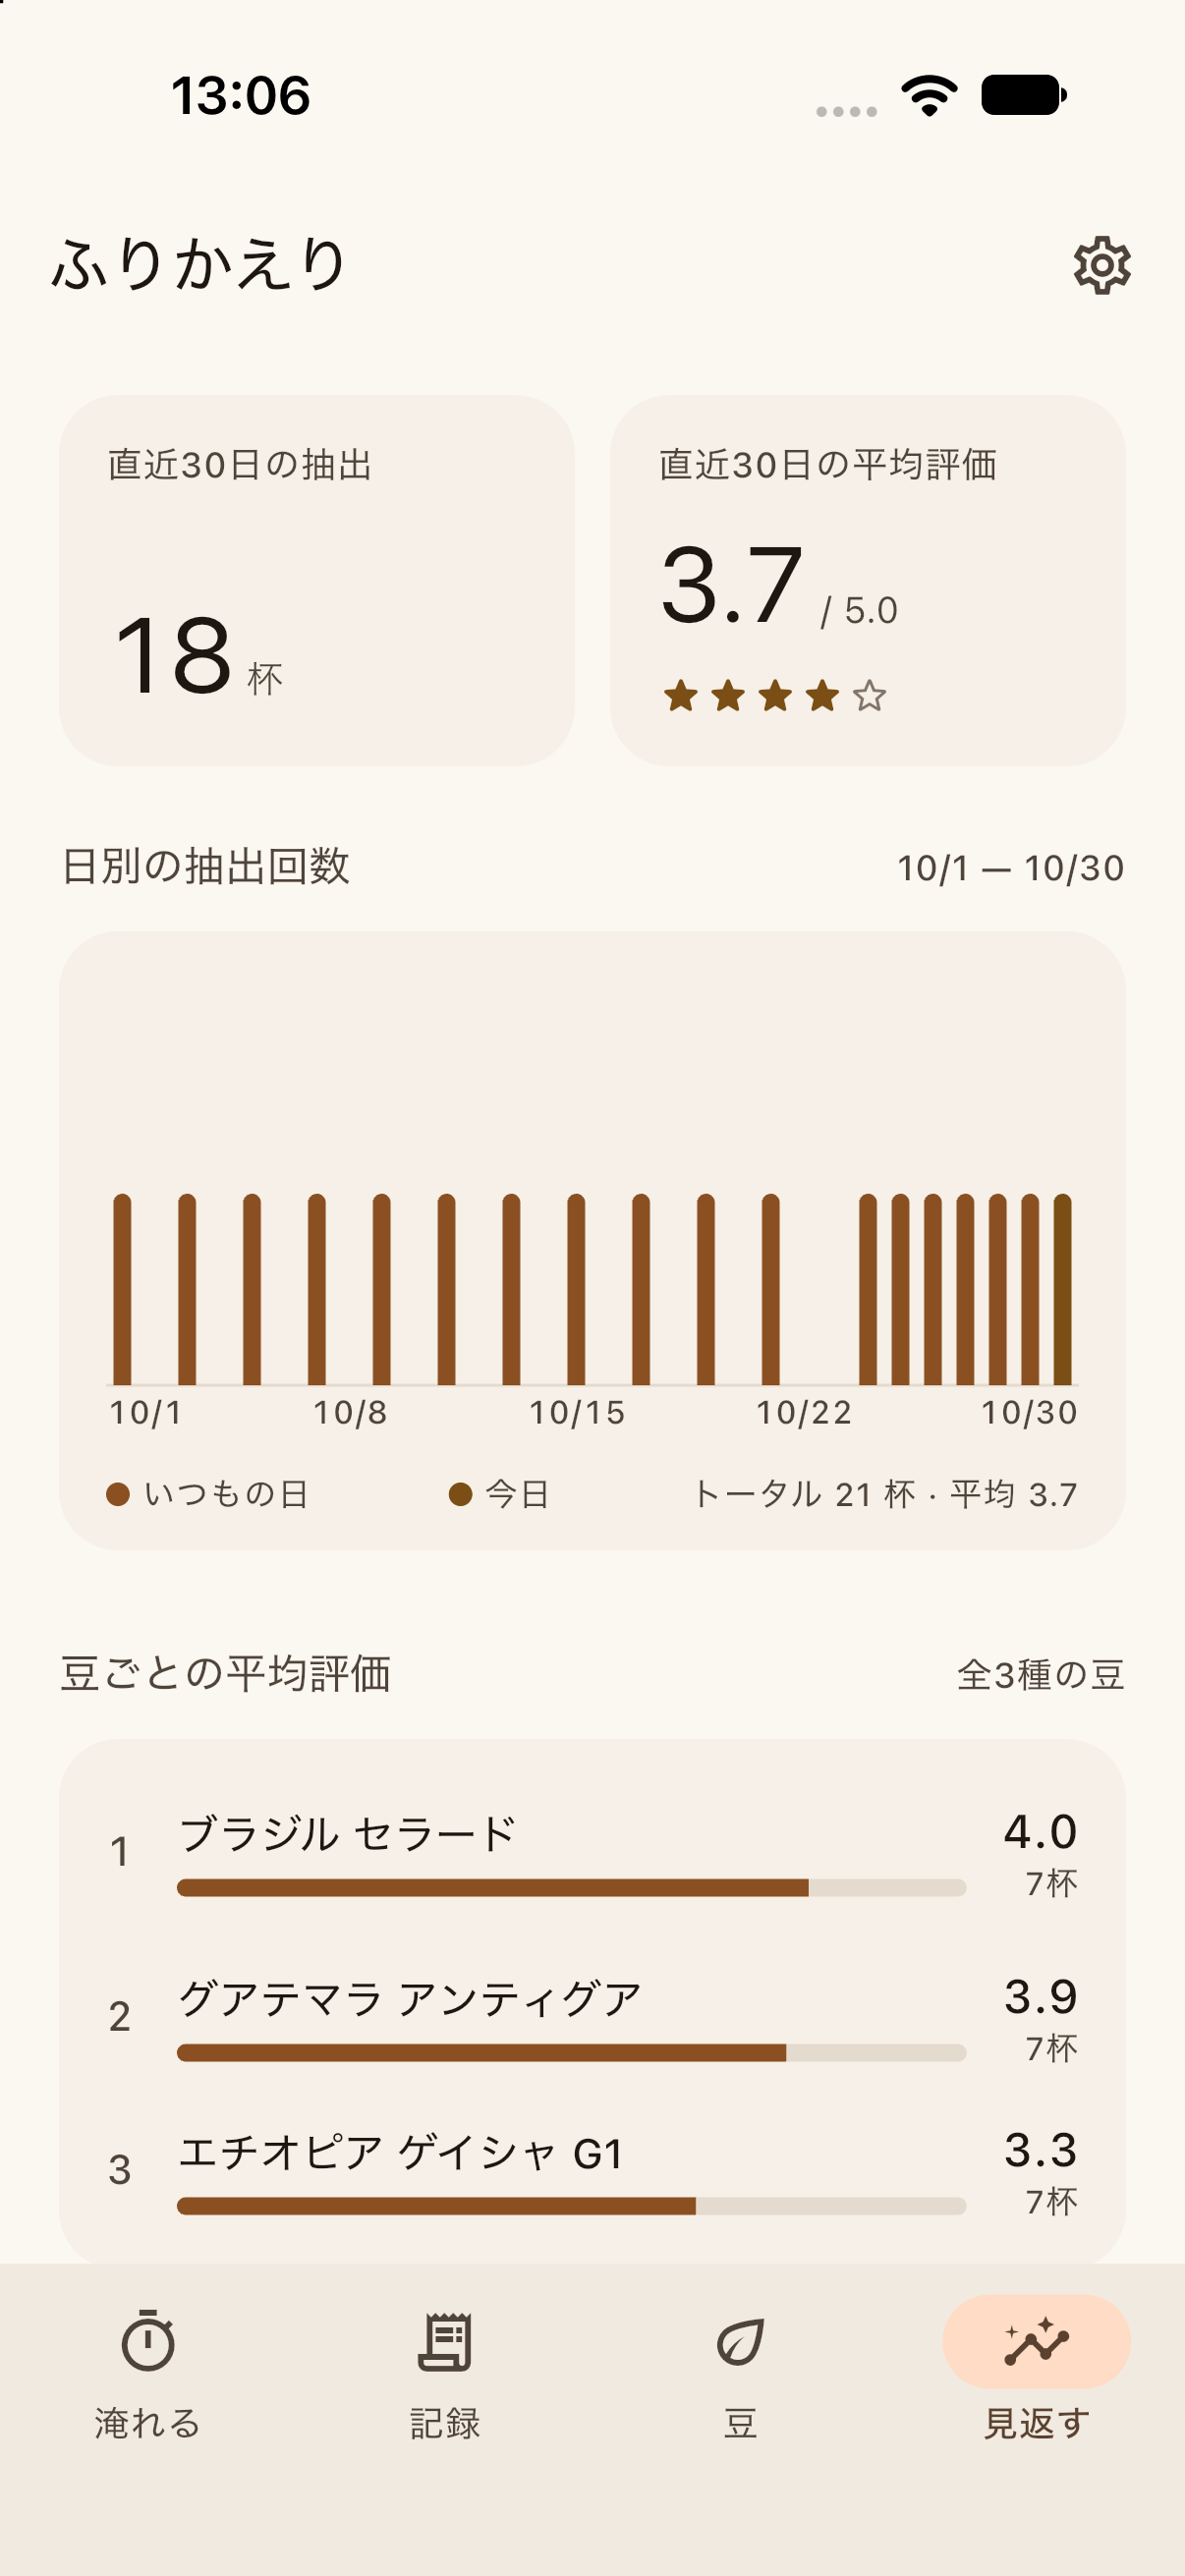 13:06
ふりかえり
直近30日の抽出
18 杯
直近30日の平均評価
3.7 / 5.0
日別の抽出回数
10/1 — 10/30
10/1 10/8 10/15 10/22 10/30
いつもの日 今日 トータル 21 杯 · 平均 3.7
豆ごとの平均評価
全3種の豆
1 ブラジル セラード 4.0
7杯
2 グアテマラ アンティグア 3.9
7杯
3 エチオピア ゲイシャ G1 3.3
7杯
淹れる 記録 豆 見返す